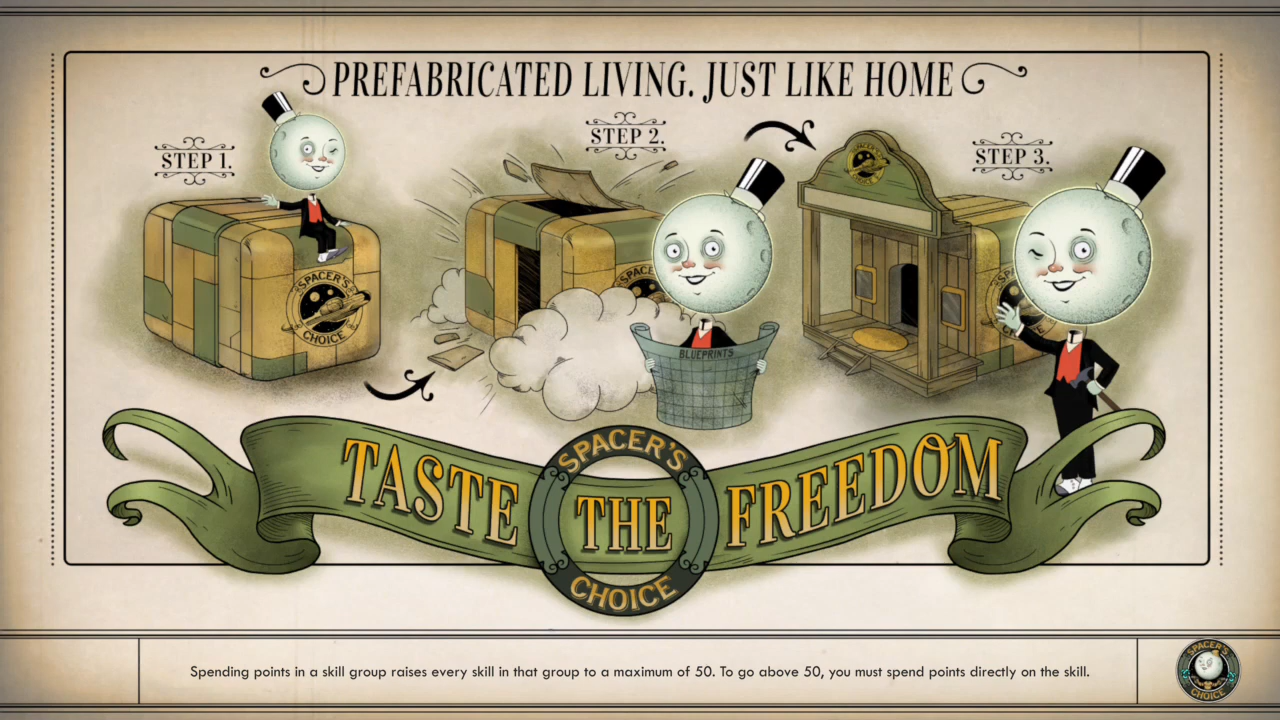 PREFABRICATED LIVING. JUST LIKE HOME
STEP 1.
STEP 2.
STEP 3.
SPACER'S
CHOICE
SPACER'S
BLUEPRINTS
SPACER'S
TASTE THE FREEDOM
SPACER'S
CHOICE
Spending points in a skill group raises every skill in that group to a maximum of 50. To go above 50, you must spend points directly on the skill.
SPACER'S
CHOICE